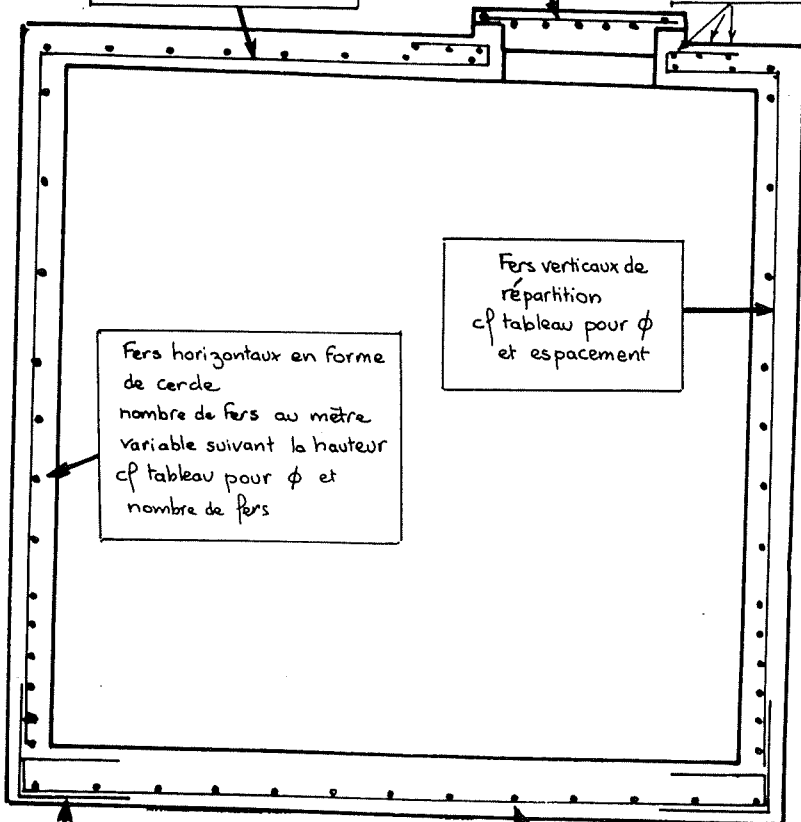 Fers verticaux de
répartition
cf tableau pour ϕ
et espacement
Fers horizontaux en forme
de cercle
nombre de fers au mètre
variable suivant la hauteur
cf tableau pour ϕ et
nombre de fers